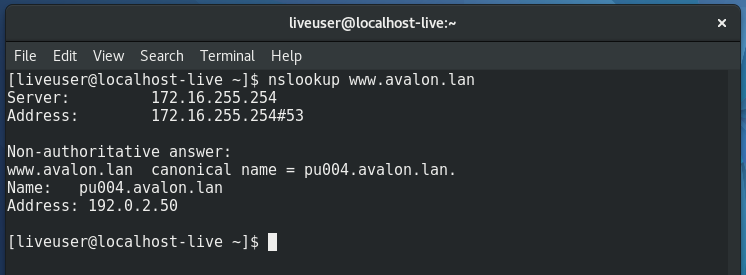 liveuser@localhost-live:~
File Edit View Search Terminal Help
[liveuser@localhost-live ~]$ nslookup www.avalon.lan
Server:         172.16.255.254
Address:        172.16.255.254#53
Non-authoritative answer:
www.avalon.lan  canonical name = pu004.avalon.lan.
Name:   pu004.avalon.lan
Address: 192.0.2.50
[liveuser@localhost-live ~]$